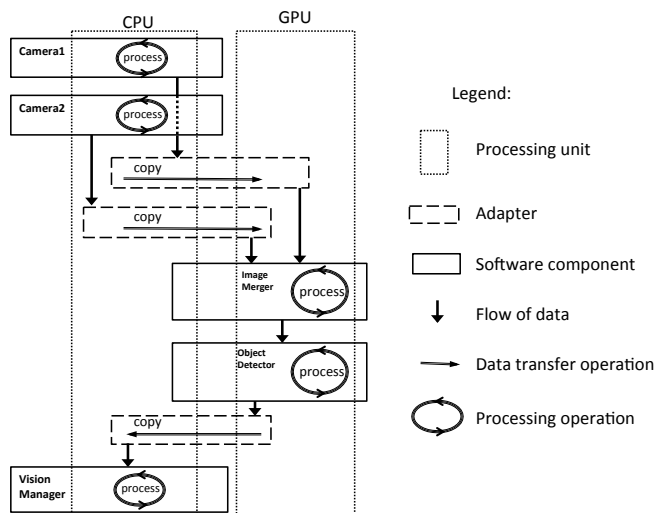 CPU
GPU
Camera1
process
Camera2
process
copy
copy
Image
Merger
process
Object
Detector
process
copy
Vision
Manager
process
Legend:
Processing unit
Adapter
Software component
Flow of data
Data transfer operation
Processing operation